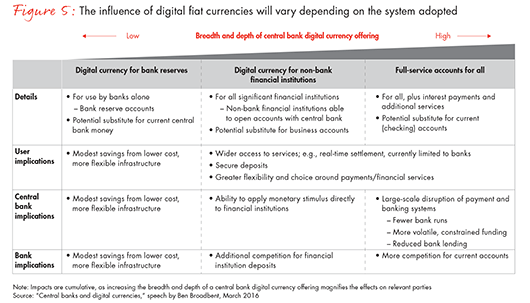 Figure 5: The influence of digital fiat currencies will vary depending on the system adopted
Low
Breadth and depth of central bank digital currency offering
High
Digital currency for bank reserves
Digital currency for non-bank
financial institutions
Full-service accounts for all
Details
• For use by banks alone
– Bank reserve accounts
• Potential substitute for current central
bank money
• For all significant financial institutions
– Non-bank financial institutions able
to open accounts with central bank
• Potential substitute for business accounts
• For all, plus interest payments and
additional services
• Potential substitute for current
(checking) accounts
User
implications
• Modest savings from lower cost,
more flexible infrastructure
• Wider access to services; e.g., real-time settlement, currently limited to banks
• Secure deposits
• Greater flexibility and choice around payments/financial services
Central
bank
implications
• Modest savings from lower cost,
more flexible infrastructure
• Ability to apply monetary stimulus directly
to financial institutions
• Large-scale disruption of payment and
banking systems
– Fewer bank runs
– More volatile, constrained funding
– Reduced bank lending
Bank
implications
• Modest savings from lower cost,
more flexible infrastructure
• Additional competition for financial
institution deposits
• More competition for current accounts
Note: Impacts are cumulative, as increasing the breadth and depth of a central bank digital currency offering magnifies the effects on relevant parties
Source: “Central banks and digital currencies,” speech by Ben Broadbent, March 2016